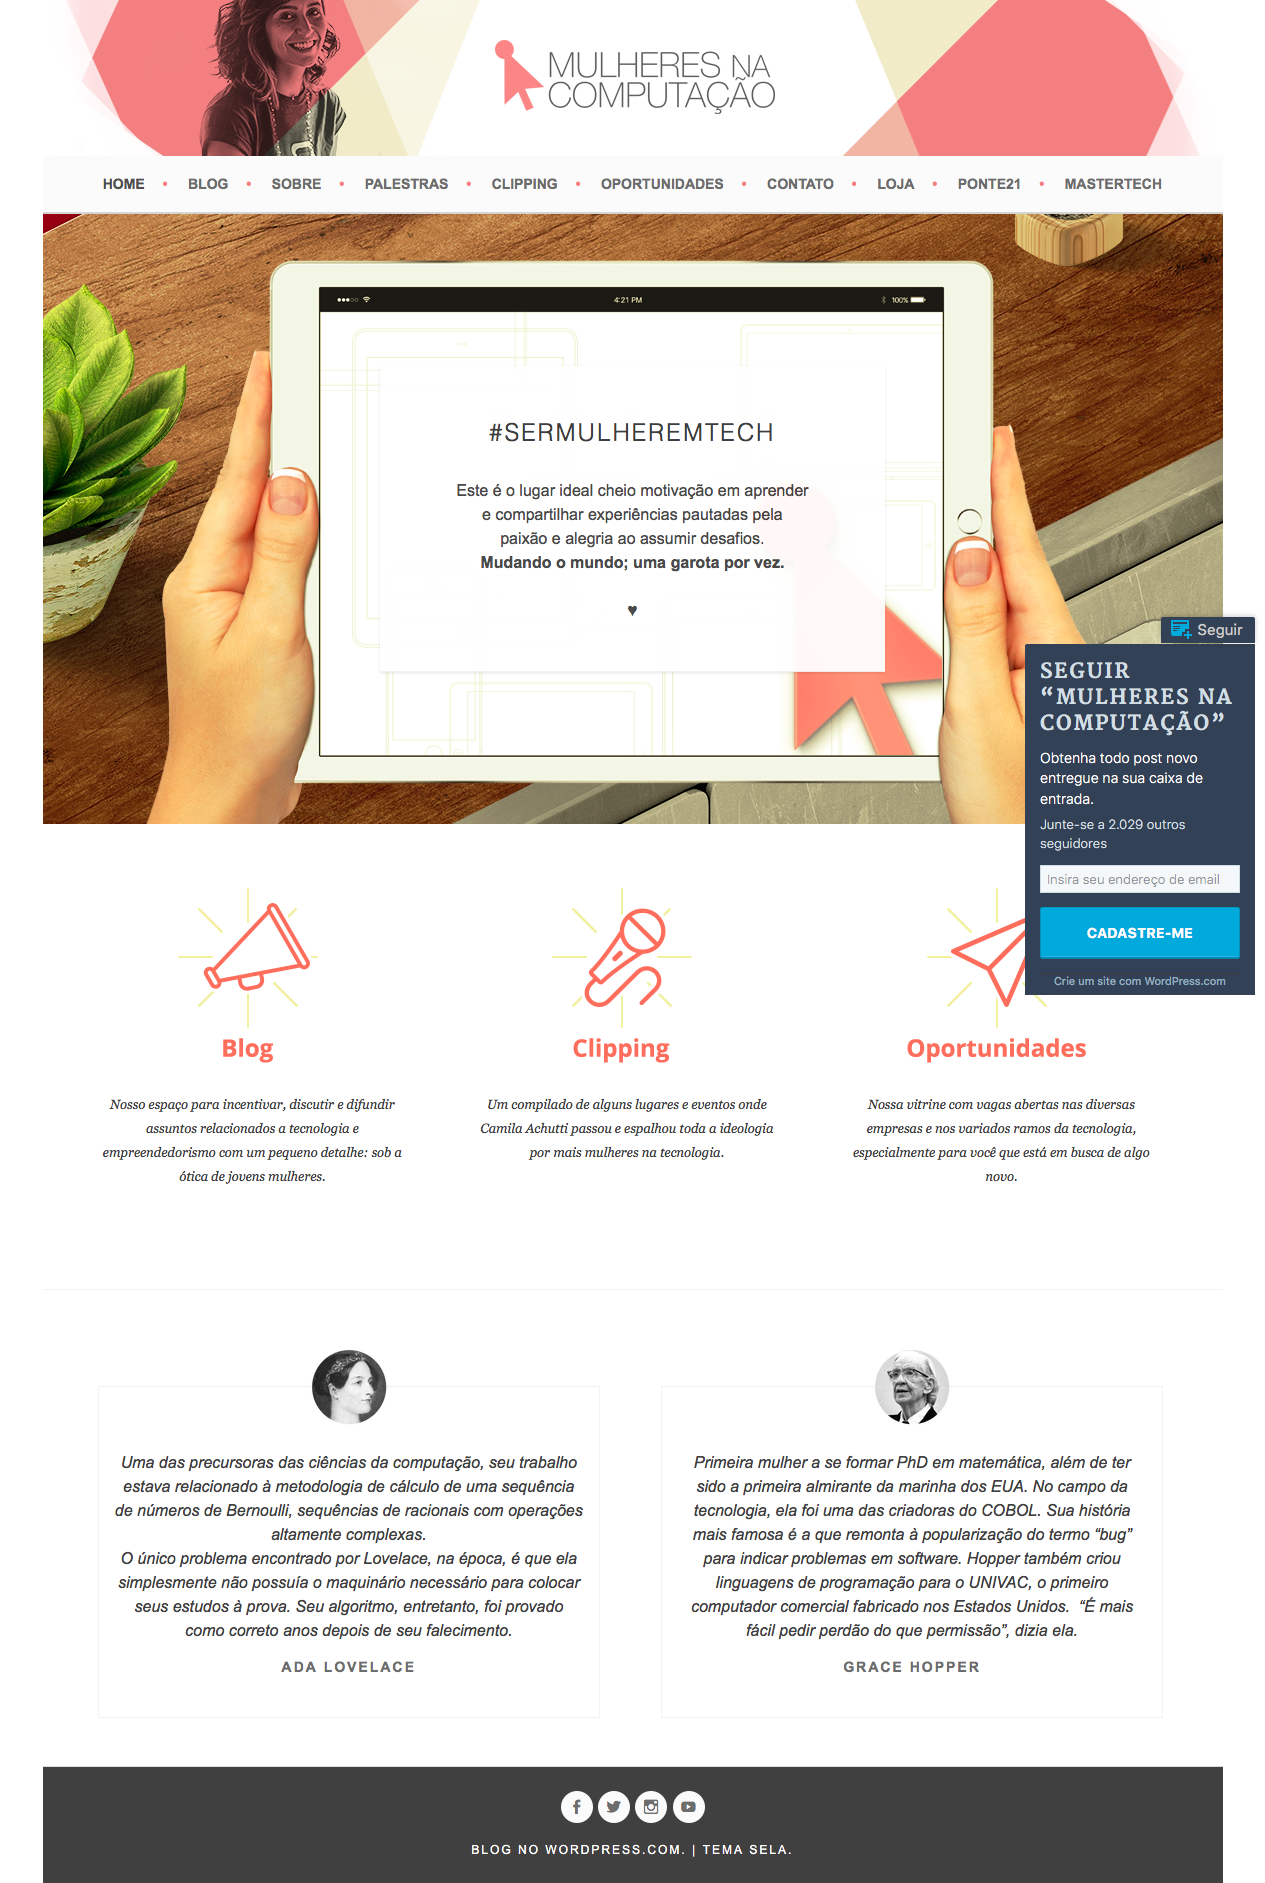 MULHERES NA
COMPUTAÇÃO
HOME • BLOG • SOBRE • PALESTRAS • CLIPPING • OPORTUNIDADES • CONTATO • LOJA • PONTE21 • MASTERTECH
4:21 PM
100%
#SERMULHEREMTECH
Este é o lugar ideal cheio motivação em aprender
e compartilhar experiências pautadas pela
paixão e alegria ao assumir desafios.
Mudando o mundo; uma garota por vez.
♥
Seguir
SEGUIR
“MULHERES NA
COMPUTAÇÃO”
Obtenha todo post novo
entregue na sua caixa de
entrada.
Junte-se a 2.029 outros
seguidores
Insira seu endereço de email
CADASTRE-ME
Crie um site com WordPress.com
Blog
Nosso espaço para incentivar, discutir e difundir
assuntos relacionados a tecnologia e
empreendedorismo com um pequeno detalhe: sob a
ótica de jovens mulheres.
Clipping
Um compilado de alguns lugares e eventos onde
Camila Achutti passou e espalhou toda a ideologia
por mais mulheres na tecnologia.
Oportunidades
Nossa vitrine com vagas abertas nas diversas
empresas e nos variados ramos da tecnologia,
especialmente para você que está em busca de algo
novo.
Uma das precursoras das ciências da computação, seu trabalho
estava relacionado à metodologia de cálculo de uma sequência
de números de Bernoulli, sequências de racionais com operações
altamente complexas.
O único problema encontrado por Lovelace, na época, é que ela
simplesmente não possuía o maquinário necessário para colocar
seus estudos à prova. Seu algoritmo, entretanto, foi provado
como correto anos depois de seu falecimento.
ADA LOVELACE
Primeira mulher a se formar PhD em matemática, além de ter
sido a primeira almirante da marinha dos EUA. No campo da
tecnologia, ela foi uma das criadoras do COBOL. Sua história
mais famosa é a que remonta à popularização do termo “bug”
para indicar problemas em software. Hopper também criou
linguagens de programação para o UNIVAC, o primeiro
computador comercial fabricado nos Estados Unidos.  “É mais
fácil pedir perdão do que permissão”, dizia ela.
GRACE HOPPER
BLOG NO WORDPRESS.COM. | TEMA SELA.